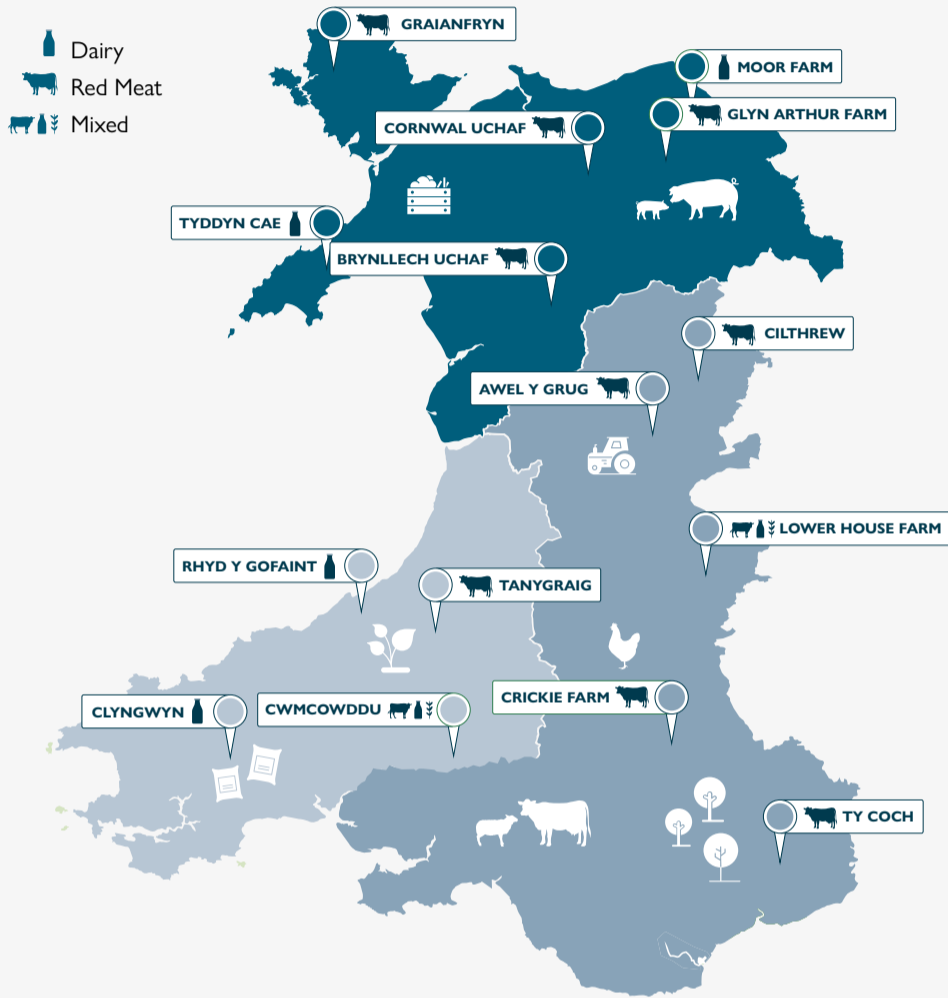 Dairy
Red Meat
Mixed
GRAIANFRYN
MOOR FARM
GLYN ARTHUR FARM
CORNWAL UCHAF
TYDDYN CAE
BRYNLLECH UCHAF
CILTHREW
AWEL Y GRUG
LOWER HOUSE FARM
RHYD Y GOFAINT
TANYGRAIG
CRICKIE FARM
CLYNGWYN
CWMCOWDDU
TY COCH